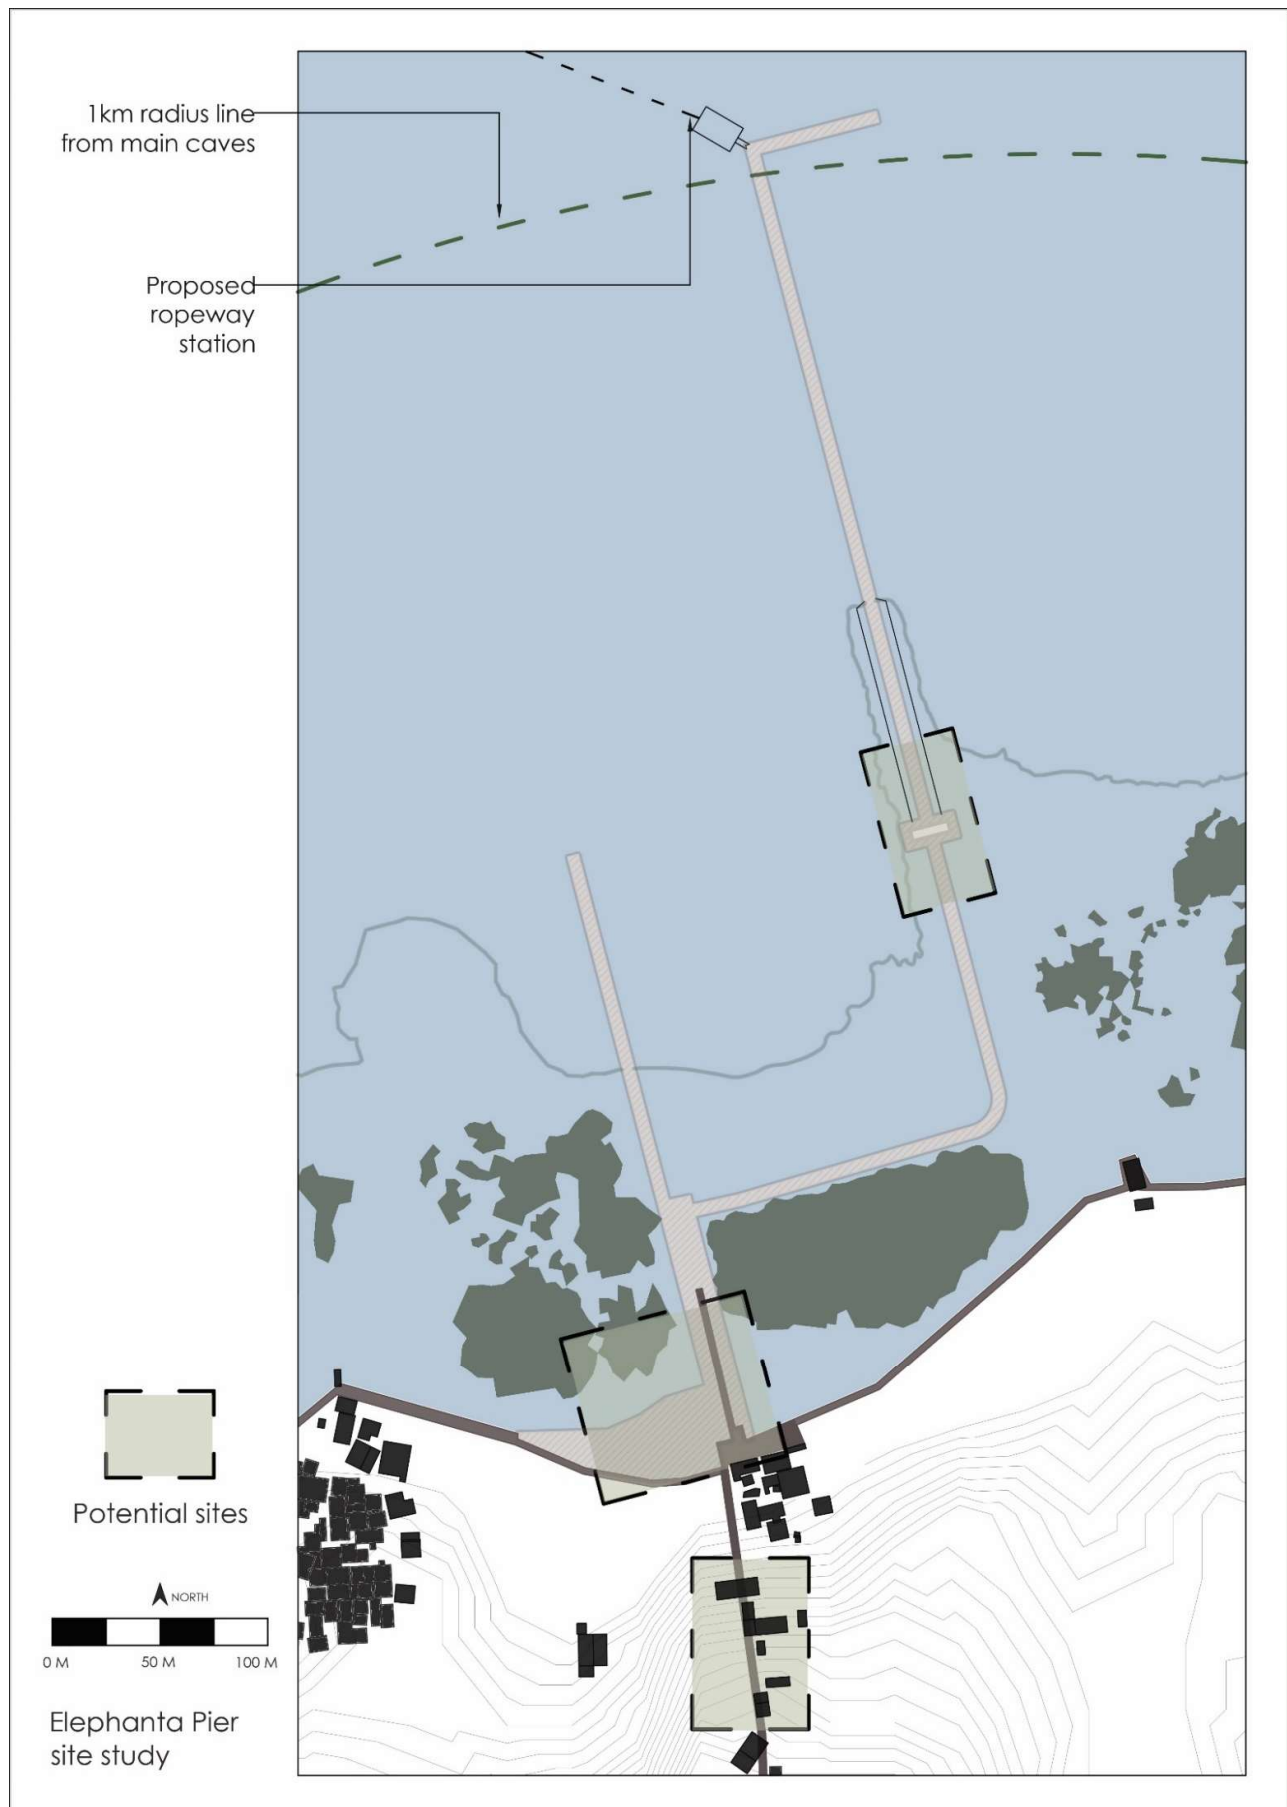 1km radius line
from main caves
Proposed
ropeway
station
Potential sites
NORTH
0 M 50 M 100 M
Elephanta Pier
site study